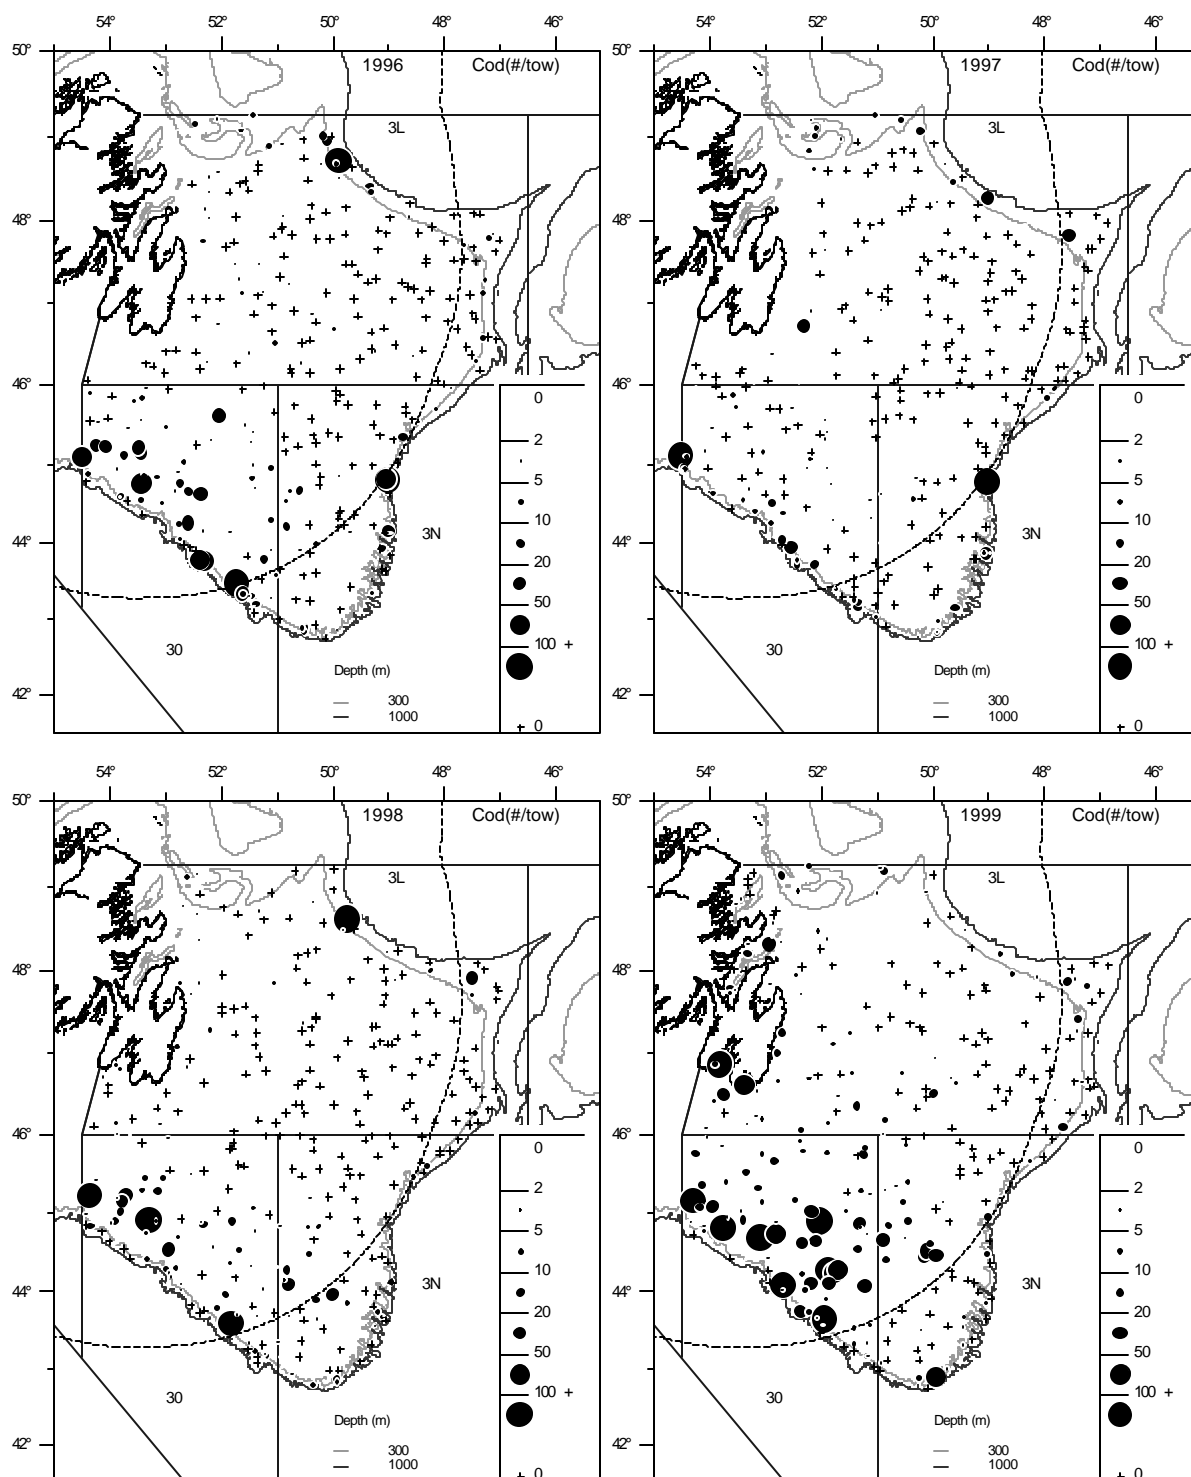 54° 52° 50° 48° 46° 54° 52° 50° 48° 46°
50° 1996 Cod(#/tow) 50° 1997 Cod(#/tow)
3L 3L
48° 48°
46° 0 46° 0
2 2
5 5
10 10
44° 3N 20 44° 3N 20
50 50
30 100 + 30 100 +
Depth (m) Depth (m)
42° 300 42° 300
1000 0 1000 0
54° 52° 50° 48° 46° 54° 52° 50° 48° 46°
50° 1998 Cod(#/tow) 50° 1999 Cod(#/tow)
3L 3L
48° 48°
46° 0 46° 0
2 2
5 5
10 10
44° 3N 20 44° 3N 20
50 50
30 100 + 30 100 +
Depth (m) Depth (m)
42° 300 42° 300
1000 0 1000 0